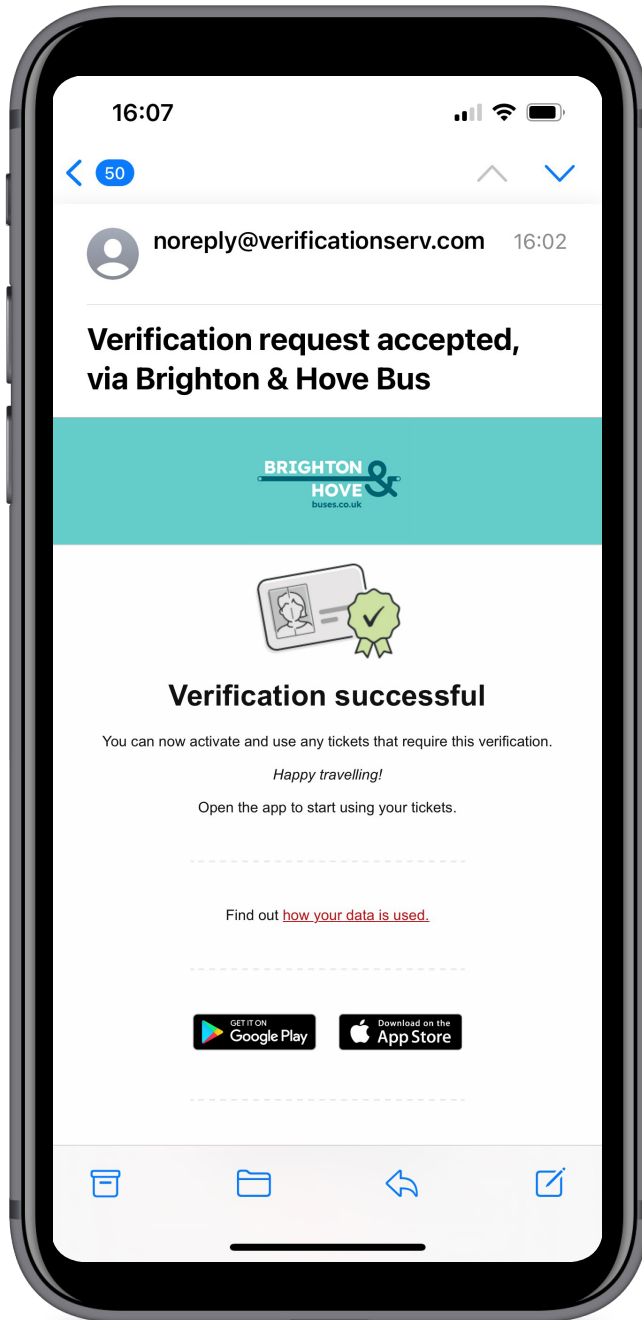 16:07
50
noreply@verificationserv.com 16:02
Verification request accepted,
via Brighton & Hove Bus
BRIGHTON &
HOVE
buses.co.uk
Verification successful
You can now activate and use any tickets that require this verification.
Happy travelling!
Open the app to start using your tickets.
Find out how your data is used.
GET IT ON
Google Play
Download on the
App Store